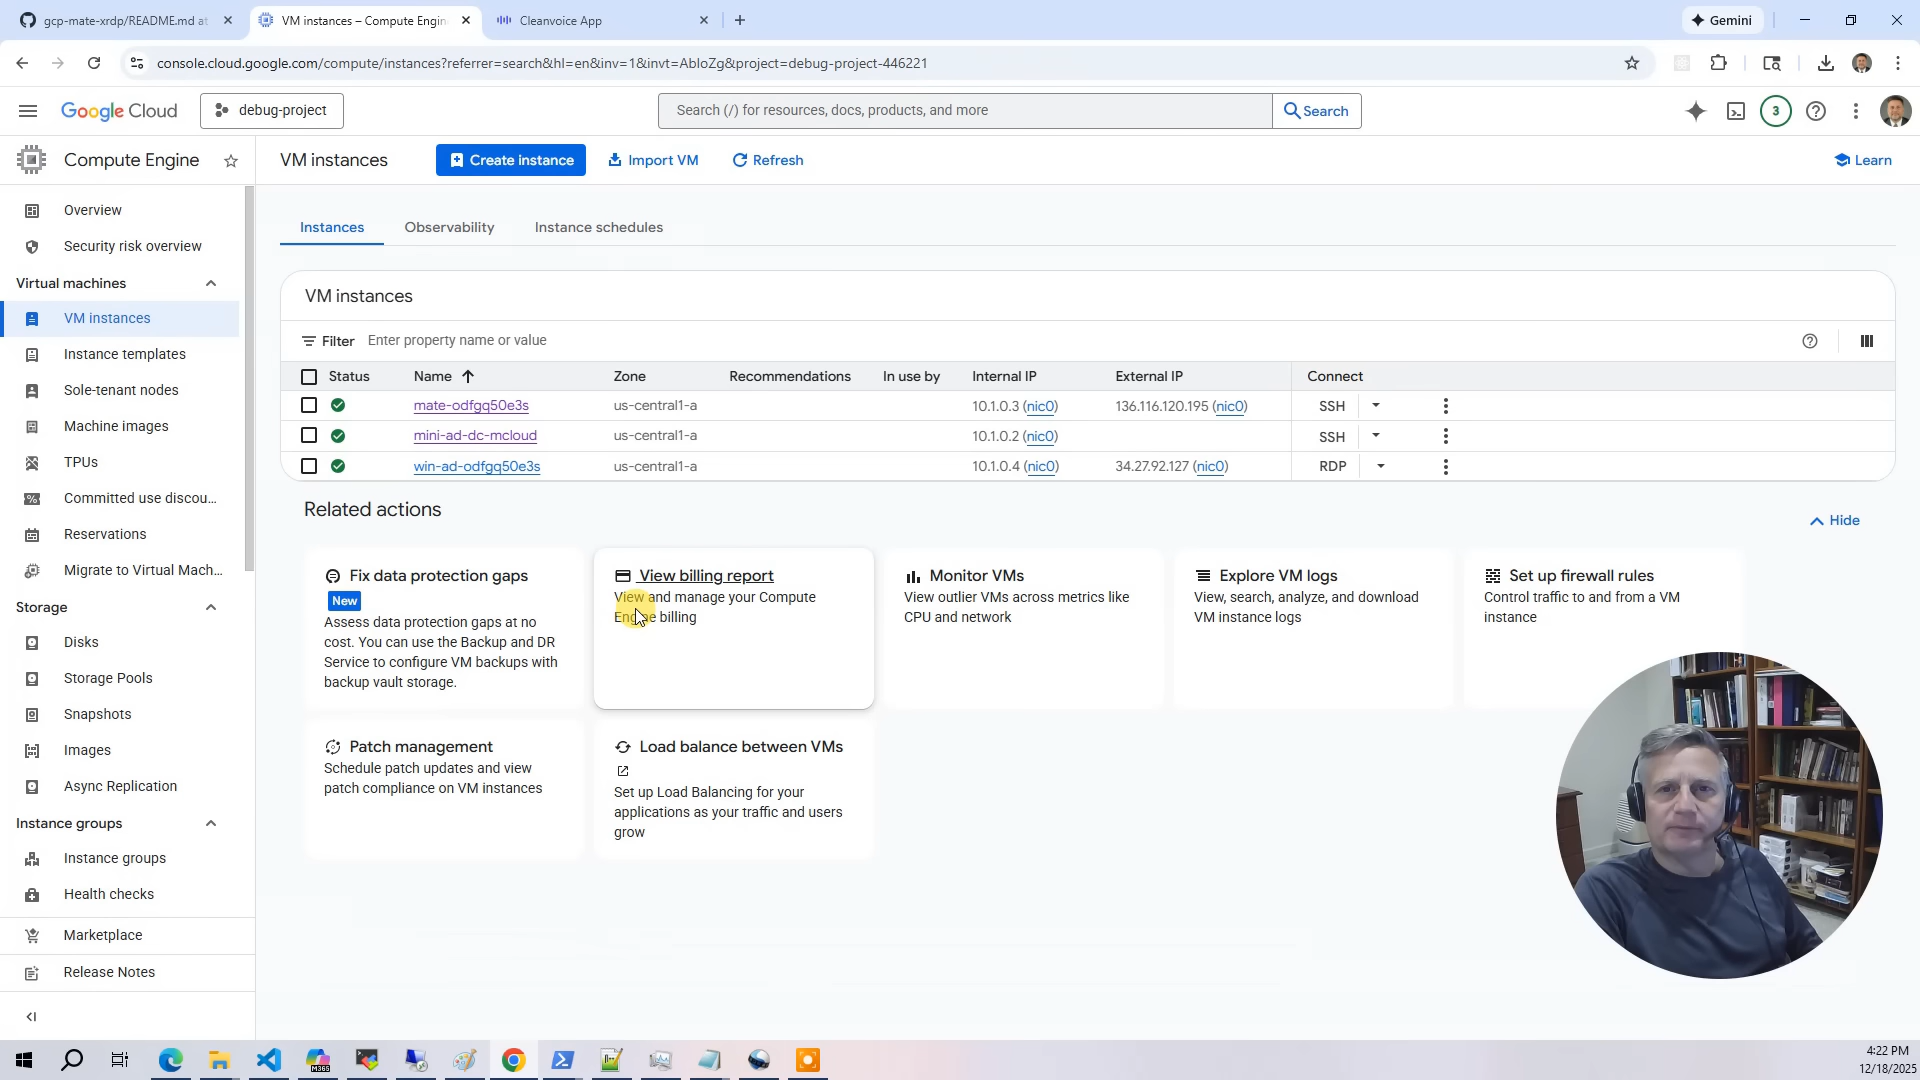 gcp-mate-xrdp/README.md at
VM instances – Compute Engin
Cleanvoice App
Gemini
console.cloud.google.com/compute/instances?referrer=search&hl=en&inv=1&invt=AbIoZg&project=debug-project-446221
Google Cloud
debug-project
Search (/) for resources, docs, products, and more
Search
3
Compute Engine
VM instances
Create instance
Import VM
Refresh
Learn
Overview
Security risk overview
Virtual machines
VM instances
Instance templates
Sole-tenant nodes
Machine images
TPUs
Committed use discou...
Reservations
Migrate to Virtual Mach...
Storage
Disks
Storage Pools
Snapshots
Images
Async Replication
Instance groups
Instance groups
Health checks
Marketplace
Release Notes
Instances
Observability
Instance schedules
VM instances
Filter
Enter property name or value
Status Name Zone Recommendations In use by Internal IP External IP Connect
mate-odfgq50e3s us-central1-a 10.1.0.3 (nic0) 136.116.120.195 (nic0) SSH
mini-ad-dc-mcloud us-central1-a 10.1.0.2 (nic0) SSH
win-ad-odfgq50e3s us-central1-a 10.1.0.4 (nic0) 34.27.92.127 (nic0) RDP
Related actions
Hide
Fix data protection gaps
New
Assess data protection gaps at no
cost. You can use the Backup and DR
Service to configure VM backups with
backup vault storage.
View billing report
View and manage your Compute
Engine billing
Monitor VMs
View outlier VMs across metrics like
CPU and network
Explore VM logs
View, search, analyze, and download
VM instance logs
Set up firewall rules
Control traffic to and from a VM
instance
Patch management
Schedule patch updates and view
patch compliance on VM instances
Load balance between VMs
Set up Load Balancing for your
applications as your traffic and users
grow
M365
4:22 PM
12/18/2025